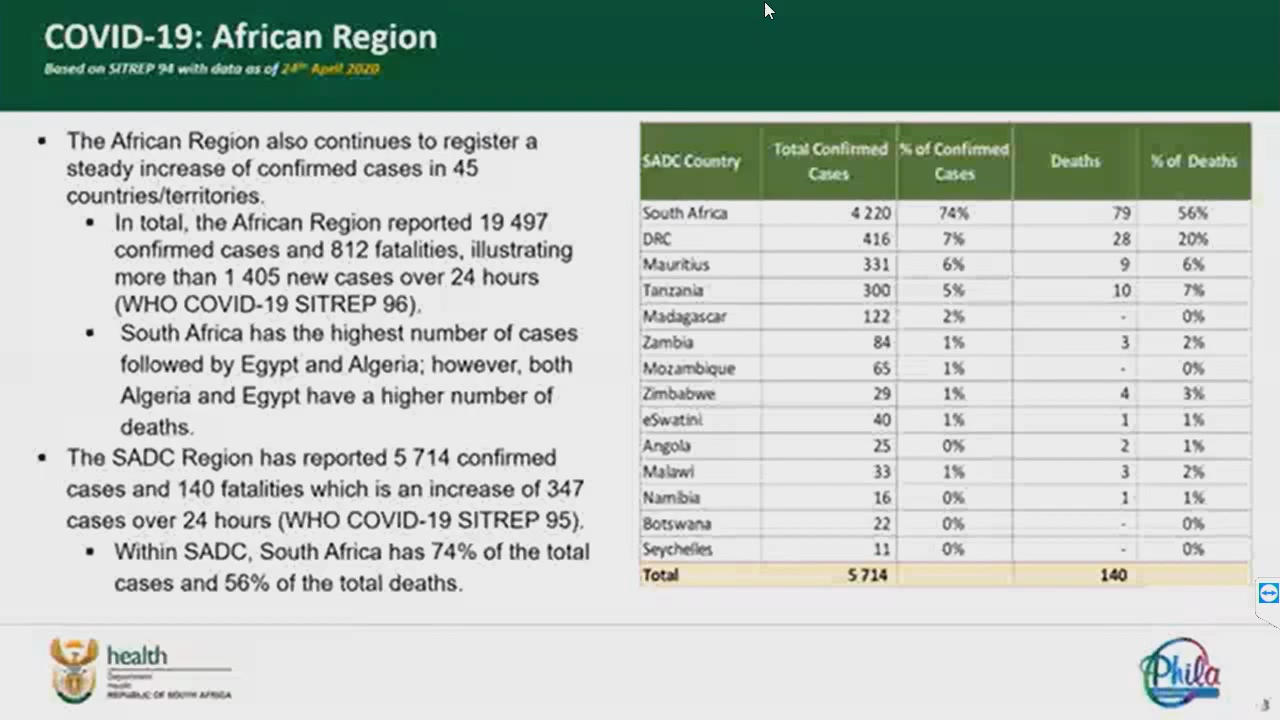 COVID-19: African Region
Based on SITREP 94 with data as of 24th April 2020
▪ The African Region also continues to register a
steady increase of confirmed cases in 45
countries/territories.
▪ In total, the African Region reported 19 497
confirmed cases and 812 fatalities, illustrating
more than 1 405 new cases over 24 hours
(WHO COVID-19 SITREP 96).
▪ South Africa has the highest number of cases
followed by Egypt and Algeria; however, both
Algeria and Egypt have a higher number of
deaths.
▪ The SADC Region has reported 5 714 confirmed
cases and 140 fatalities which is an increase of 347
cases over 24 hours (WHO COVID-19 SITREP 95).
▪ Within SADC, South Africa has 74% of the total
cases and 56% of the total deaths.
SADC Country Total Confirmed Cases % of Confirmed Cases Deaths % of Deaths
South Africa 4 220 74% 79 56%
DRC 416 7% 28 20%
Mauritius 331 6% 9 6%
Tanzania 300 5% 10 7%
Madagascar 122 2% - 0%
Zambia 84 1% 3 2%
Mozambique 65 1% - 0%
Zimbabwe 29 1% 4 3%
eSwatini 40 1% 1 1%
Angola 25 0% 2 1%
Malawi 33 1% 3 2%
Namibia 16 0% 1 1%
Botswana 22 0% - 0%
Seychelles 11 0% - 0%
Total 5 714 140
health
Department:
Health
REPUBLIC OF SOUTH AFRICA
Phila
3